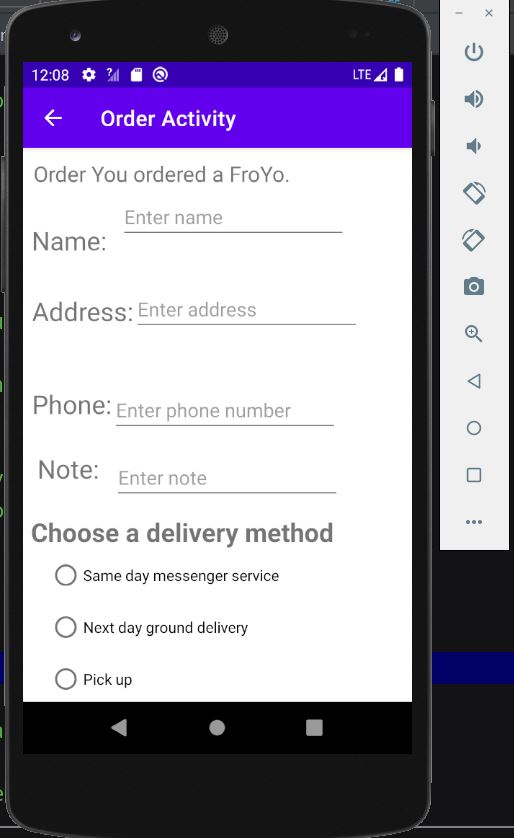 12:08
LTE
Order Activity
Order You ordered a FroYo.
Enter name
Name:
Address: Enter address
Phone: Enter phone number
Note: Enter note
Choose a delivery method
Same day messenger service
Next day ground delivery
Pick up